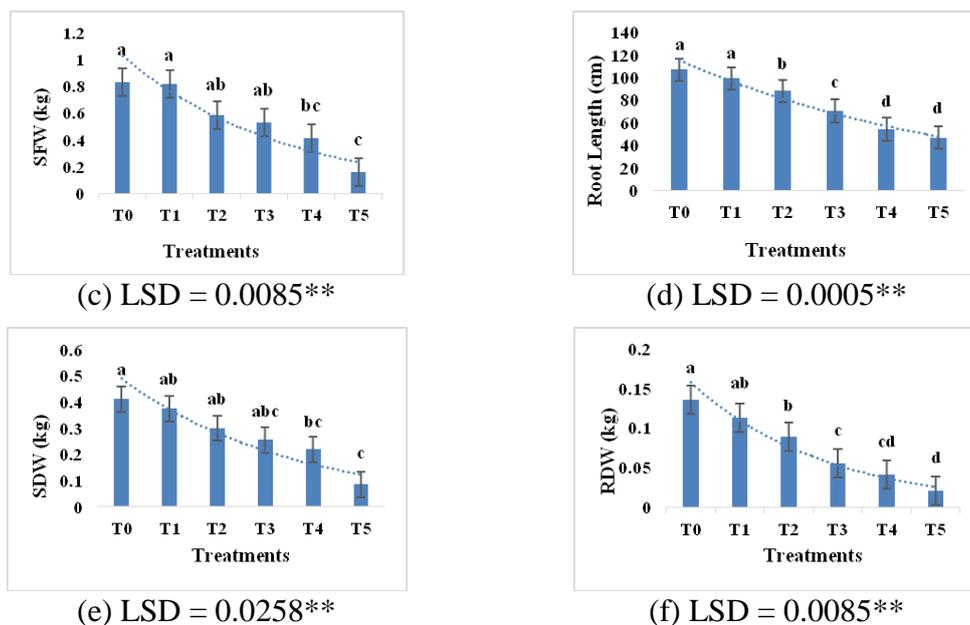 1.2
1
0.8
0.6
0.4
0.2
0
SFW (kg)
a a ab ab bc c
T0 T1 T2 T3 T4 T5
Treatments
(c) LSD = 0.0085**
140
120
100
80
60
40
20
0
Root Length (cm)
a a b c d d
T0 T1 T2 T3 T4 T5
Treatments
(d) LSD = 0.0005**
0.6
0.5
0.4
0.3
0.2
0.1
0
SDW (kg)
a ab ab abc bc c
T0 T1 T2 T3 T4 T5
Treatments
(e) LSD = 0.0258**
0.2
0.15
0.1
0.05
0
RDW (kg)
a ab b c cd d
T0 T1 T2 T3 T4 T5
Treatments
(f) LSD = 0.0085**